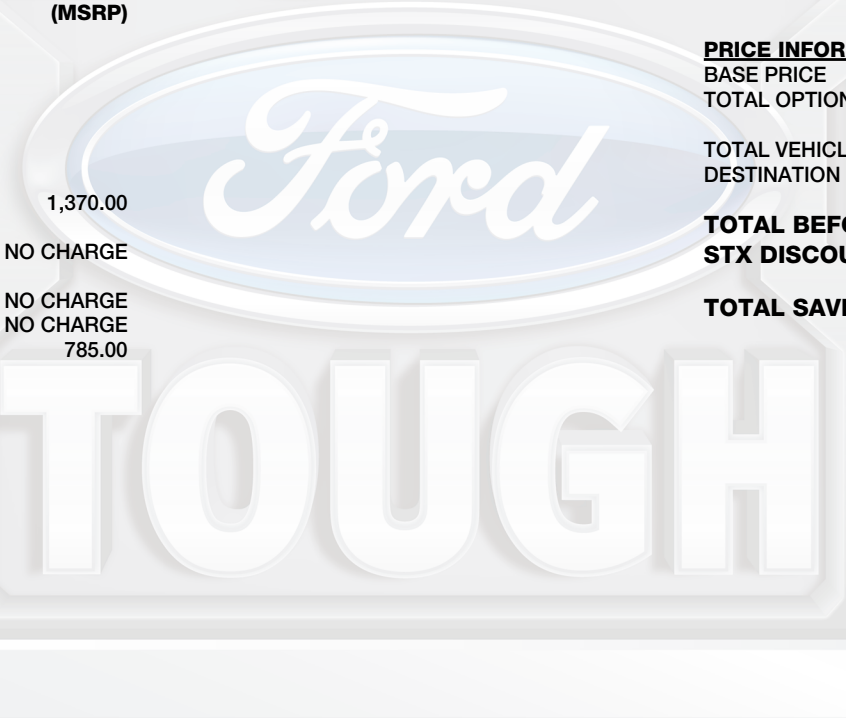 (MSRP)
1,370.00
NO CHARGE
NO CHARGE
NO CHARGE
785.00
PRICE INFOR
BASE PRICE
TOTAL OPTION
TOTAL VEHICL
DESTINATION
TOTAL BEFO
STX DISCOU
TOTAL SAVI
Ford
TOUGH